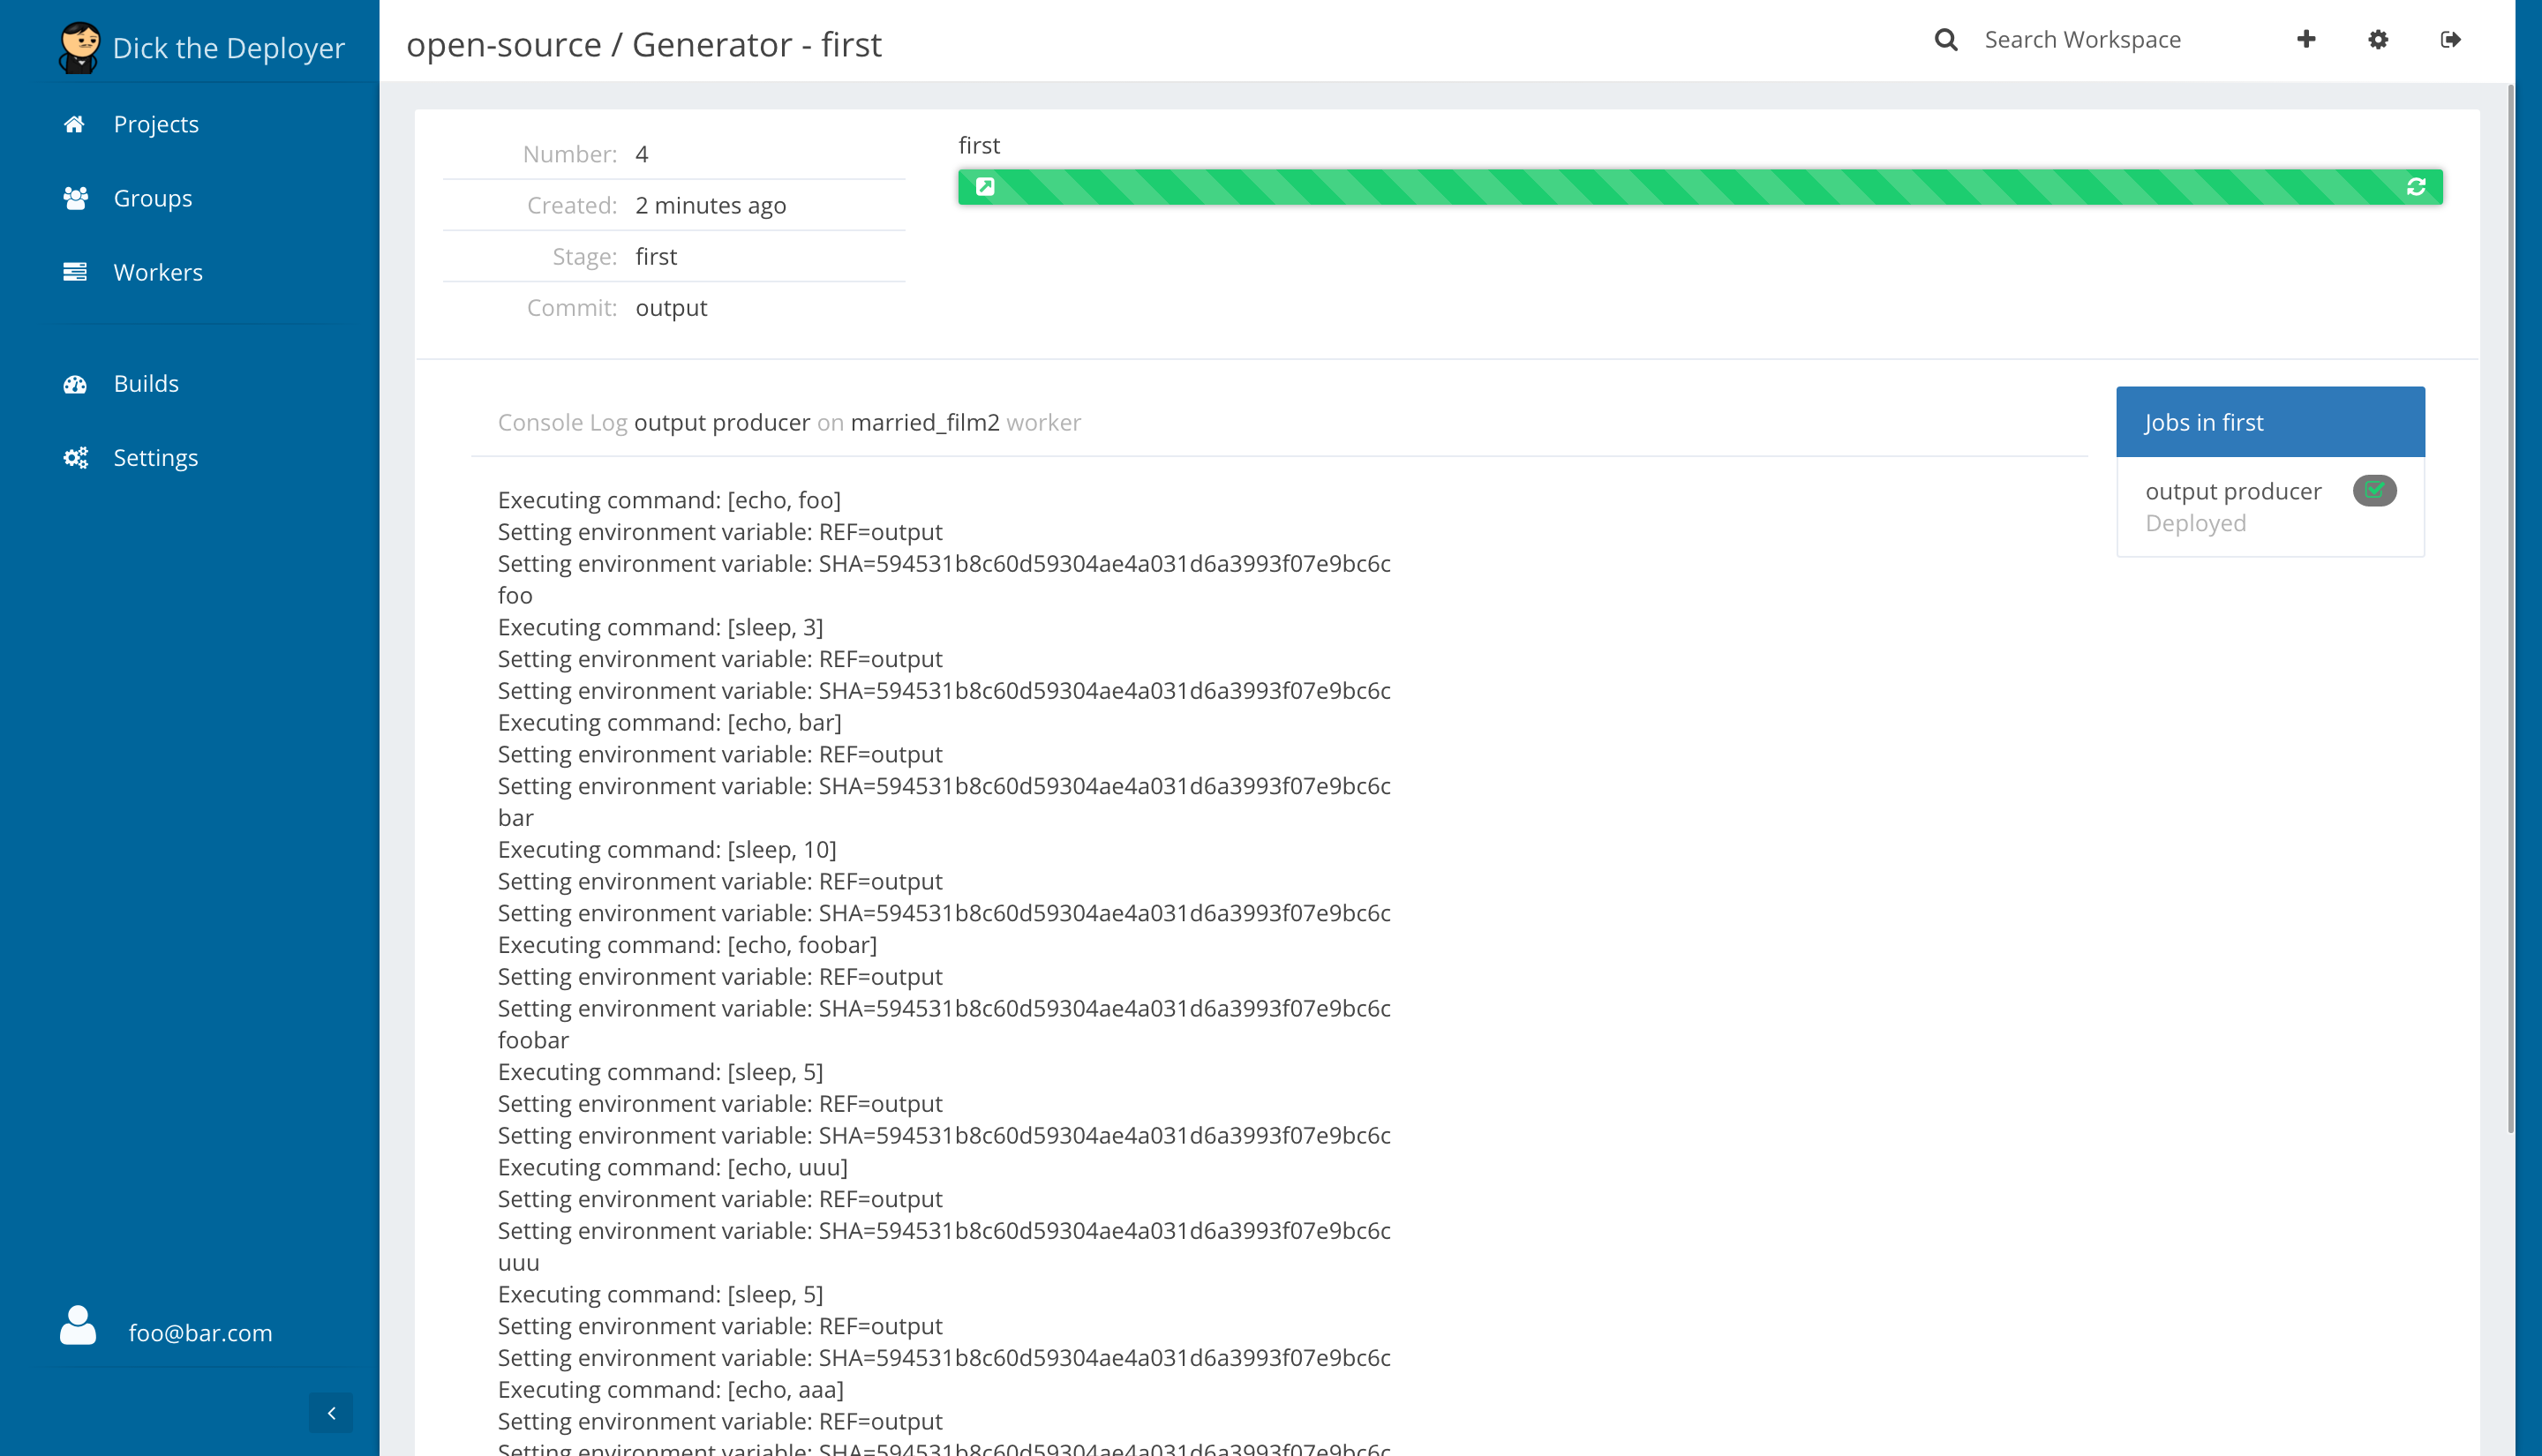 Dick the Deployer
Projects
Groups
Workers
Builds
Settings
foo@bar.com
open-source / Generator - first
Search Workspace
Number: 4
Created: 2 minutes ago
Stage: first
Commit: output
first
Console Log output producer on married_film2 worker
Executing command: [echo, foo]
Setting environment variable: REF=output
Setting environment variable: SHA=594531b8c60d59304ae4a031d6a3993f07e9bc6c
foo
Executing command: [sleep, 3]
Setting environment variable: REF=output
Setting environment variable: SHA=594531b8c60d59304ae4a031d6a3993f07e9bc6c
Executing command: [echo, bar]
Setting environment variable: REF=output
Setting environment variable: SHA=594531b8c60d59304ae4a031d6a3993f07e9bc6c
bar
Executing command: [sleep, 10]
Setting environment variable: REF=output
Setting environment variable: SHA=594531b8c60d59304ae4a031d6a3993f07e9bc6c
Executing command: [echo, foobar]
Setting environment variable: REF=output
Setting environment variable: SHA=594531b8c60d59304ae4a031d6a3993f07e9bc6c
foobar
Executing command: [sleep, 5]
Setting environment variable: REF=output
Setting environment variable: SHA=594531b8c60d59304ae4a031d6a3993f07e9bc6c
Executing command: [echo, uuu]
Setting environment variable: REF=output
Setting environment variable: SHA=594531b8c60d59304ae4a031d6a3993f07e9bc6c
uuu
Executing command: [sleep, 5]
Setting environment variable: REF=output
Setting environment variable: SHA=594531b8c60d59304ae4a031d6a3993f07e9bc6c
Executing command: [echo, aaa]
Setting environment variable: REF=output
Setting environment variable: SHA=594531b8c60d59304ae4a031d6a3993f07e9bc6c
Jobs in first
output producer
Deployed